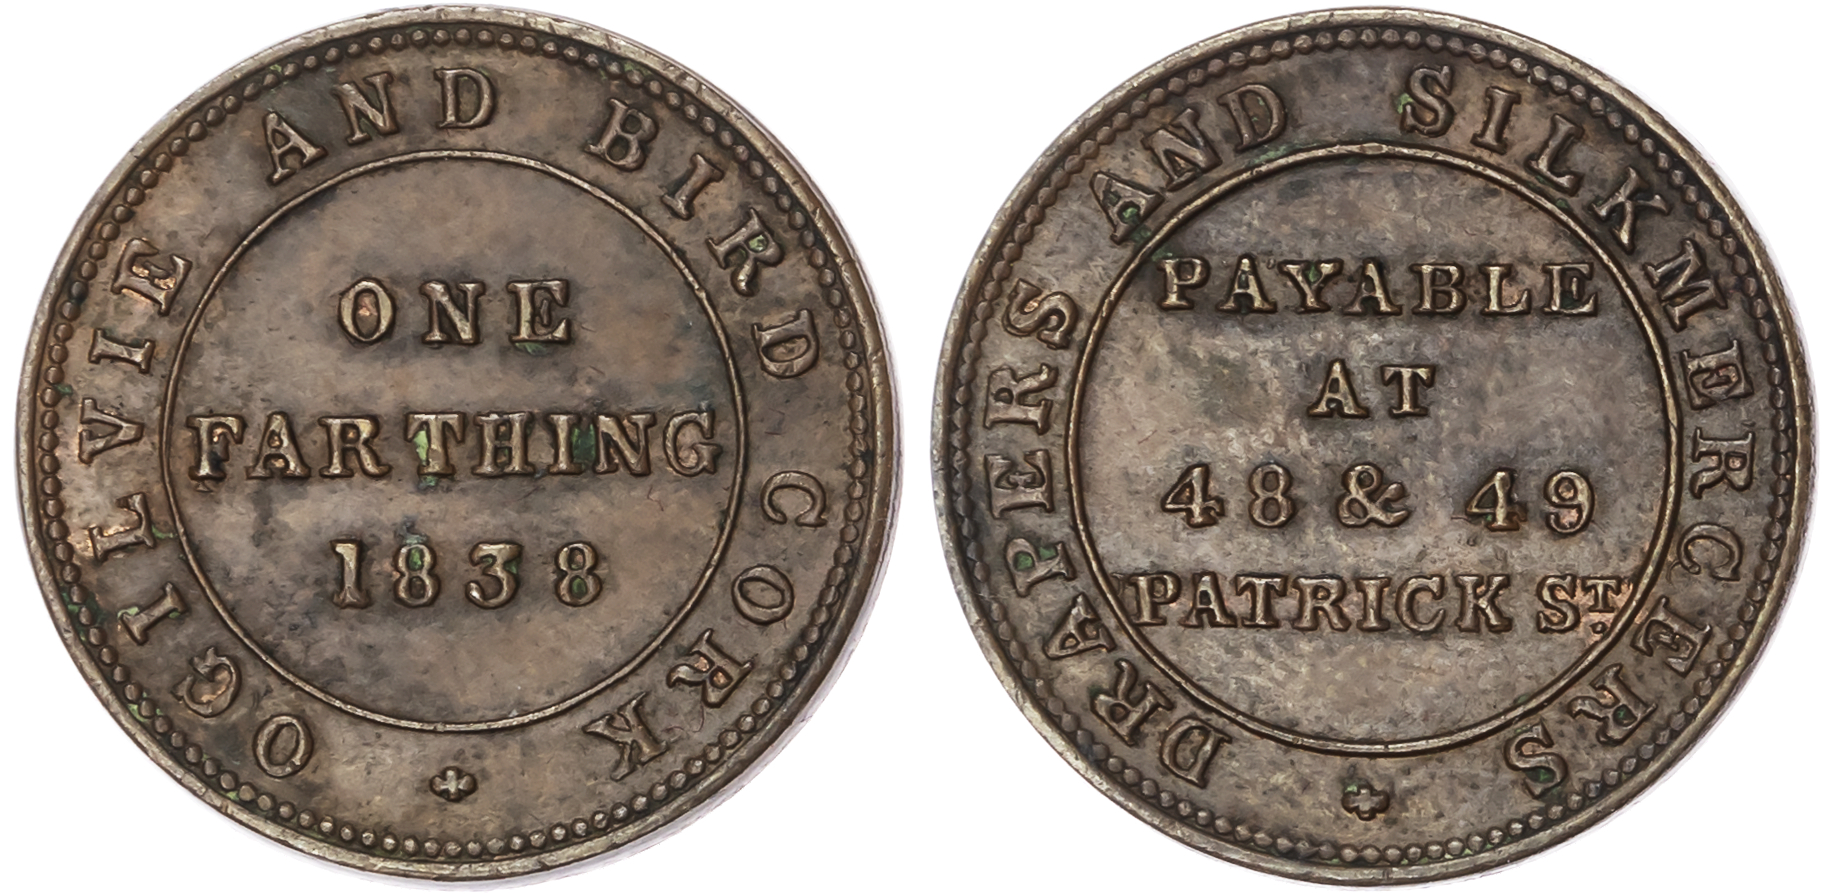 OGILVIE AND BIRD CORK
ONE
FARTHING
1838
DRAPERS AND SILKMERCERS
PAYABLE
AT
48 & 49
PATRICK ST.